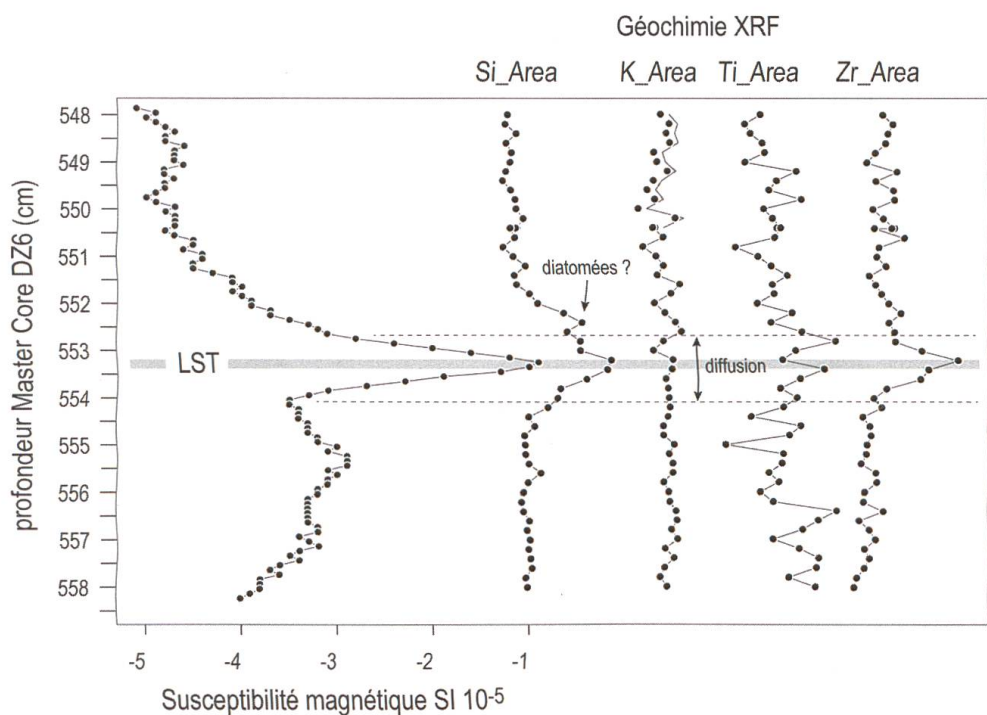 Géochimie XRF
Si_Area K_Area Ti_Area Zr_Area
profondeur Master Core DZ6 (cm)
548
549
550
551
552
553
554
555
556
557
558
diatomées ?
LST
diffusion
-5 -4 -3 -2 -1
Susceptibilité magnétique SI 10-5